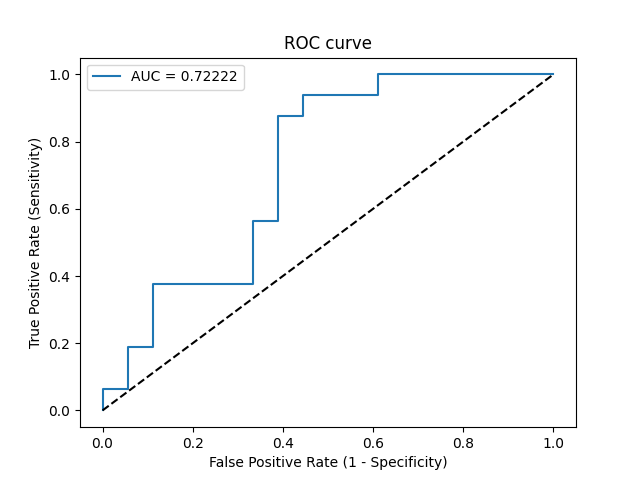 ROC curve
AUC = 0.72222
True Positive Rate (Sensitivity)
1.0
0.8
0.6
0.4
0.2
0.0
0.0 0.2 0.4 0.6 0.8 1.0
False Positive Rate (1 - Specificity)